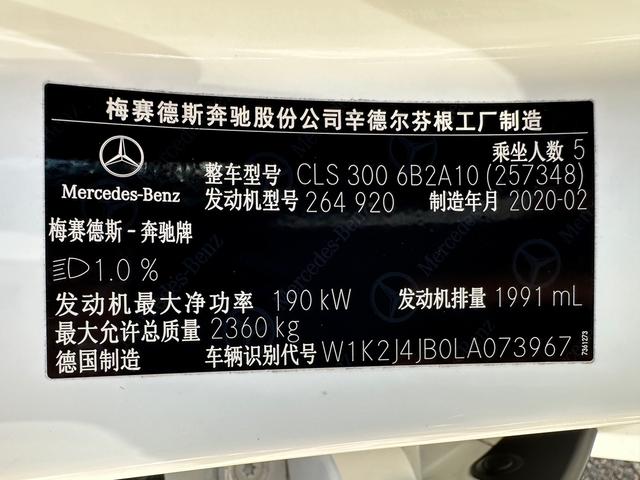 梅赛德斯奔驰股份公司辛德尔芬根工厂制造
乘坐人数 5
Mercedes-Benz
整车型号 CLS 300 6B2A10 (257348)
发动机型号 264 920 制造年月 2020-02
梅赛德斯-奔驰牌
1.0 %
发动机最大净功率 190 kW 发动机排量 1991 mL
最大允许总质量 2360 kg
德国制造 车辆识别代号 W1K2J4JB0LA073967
7361273